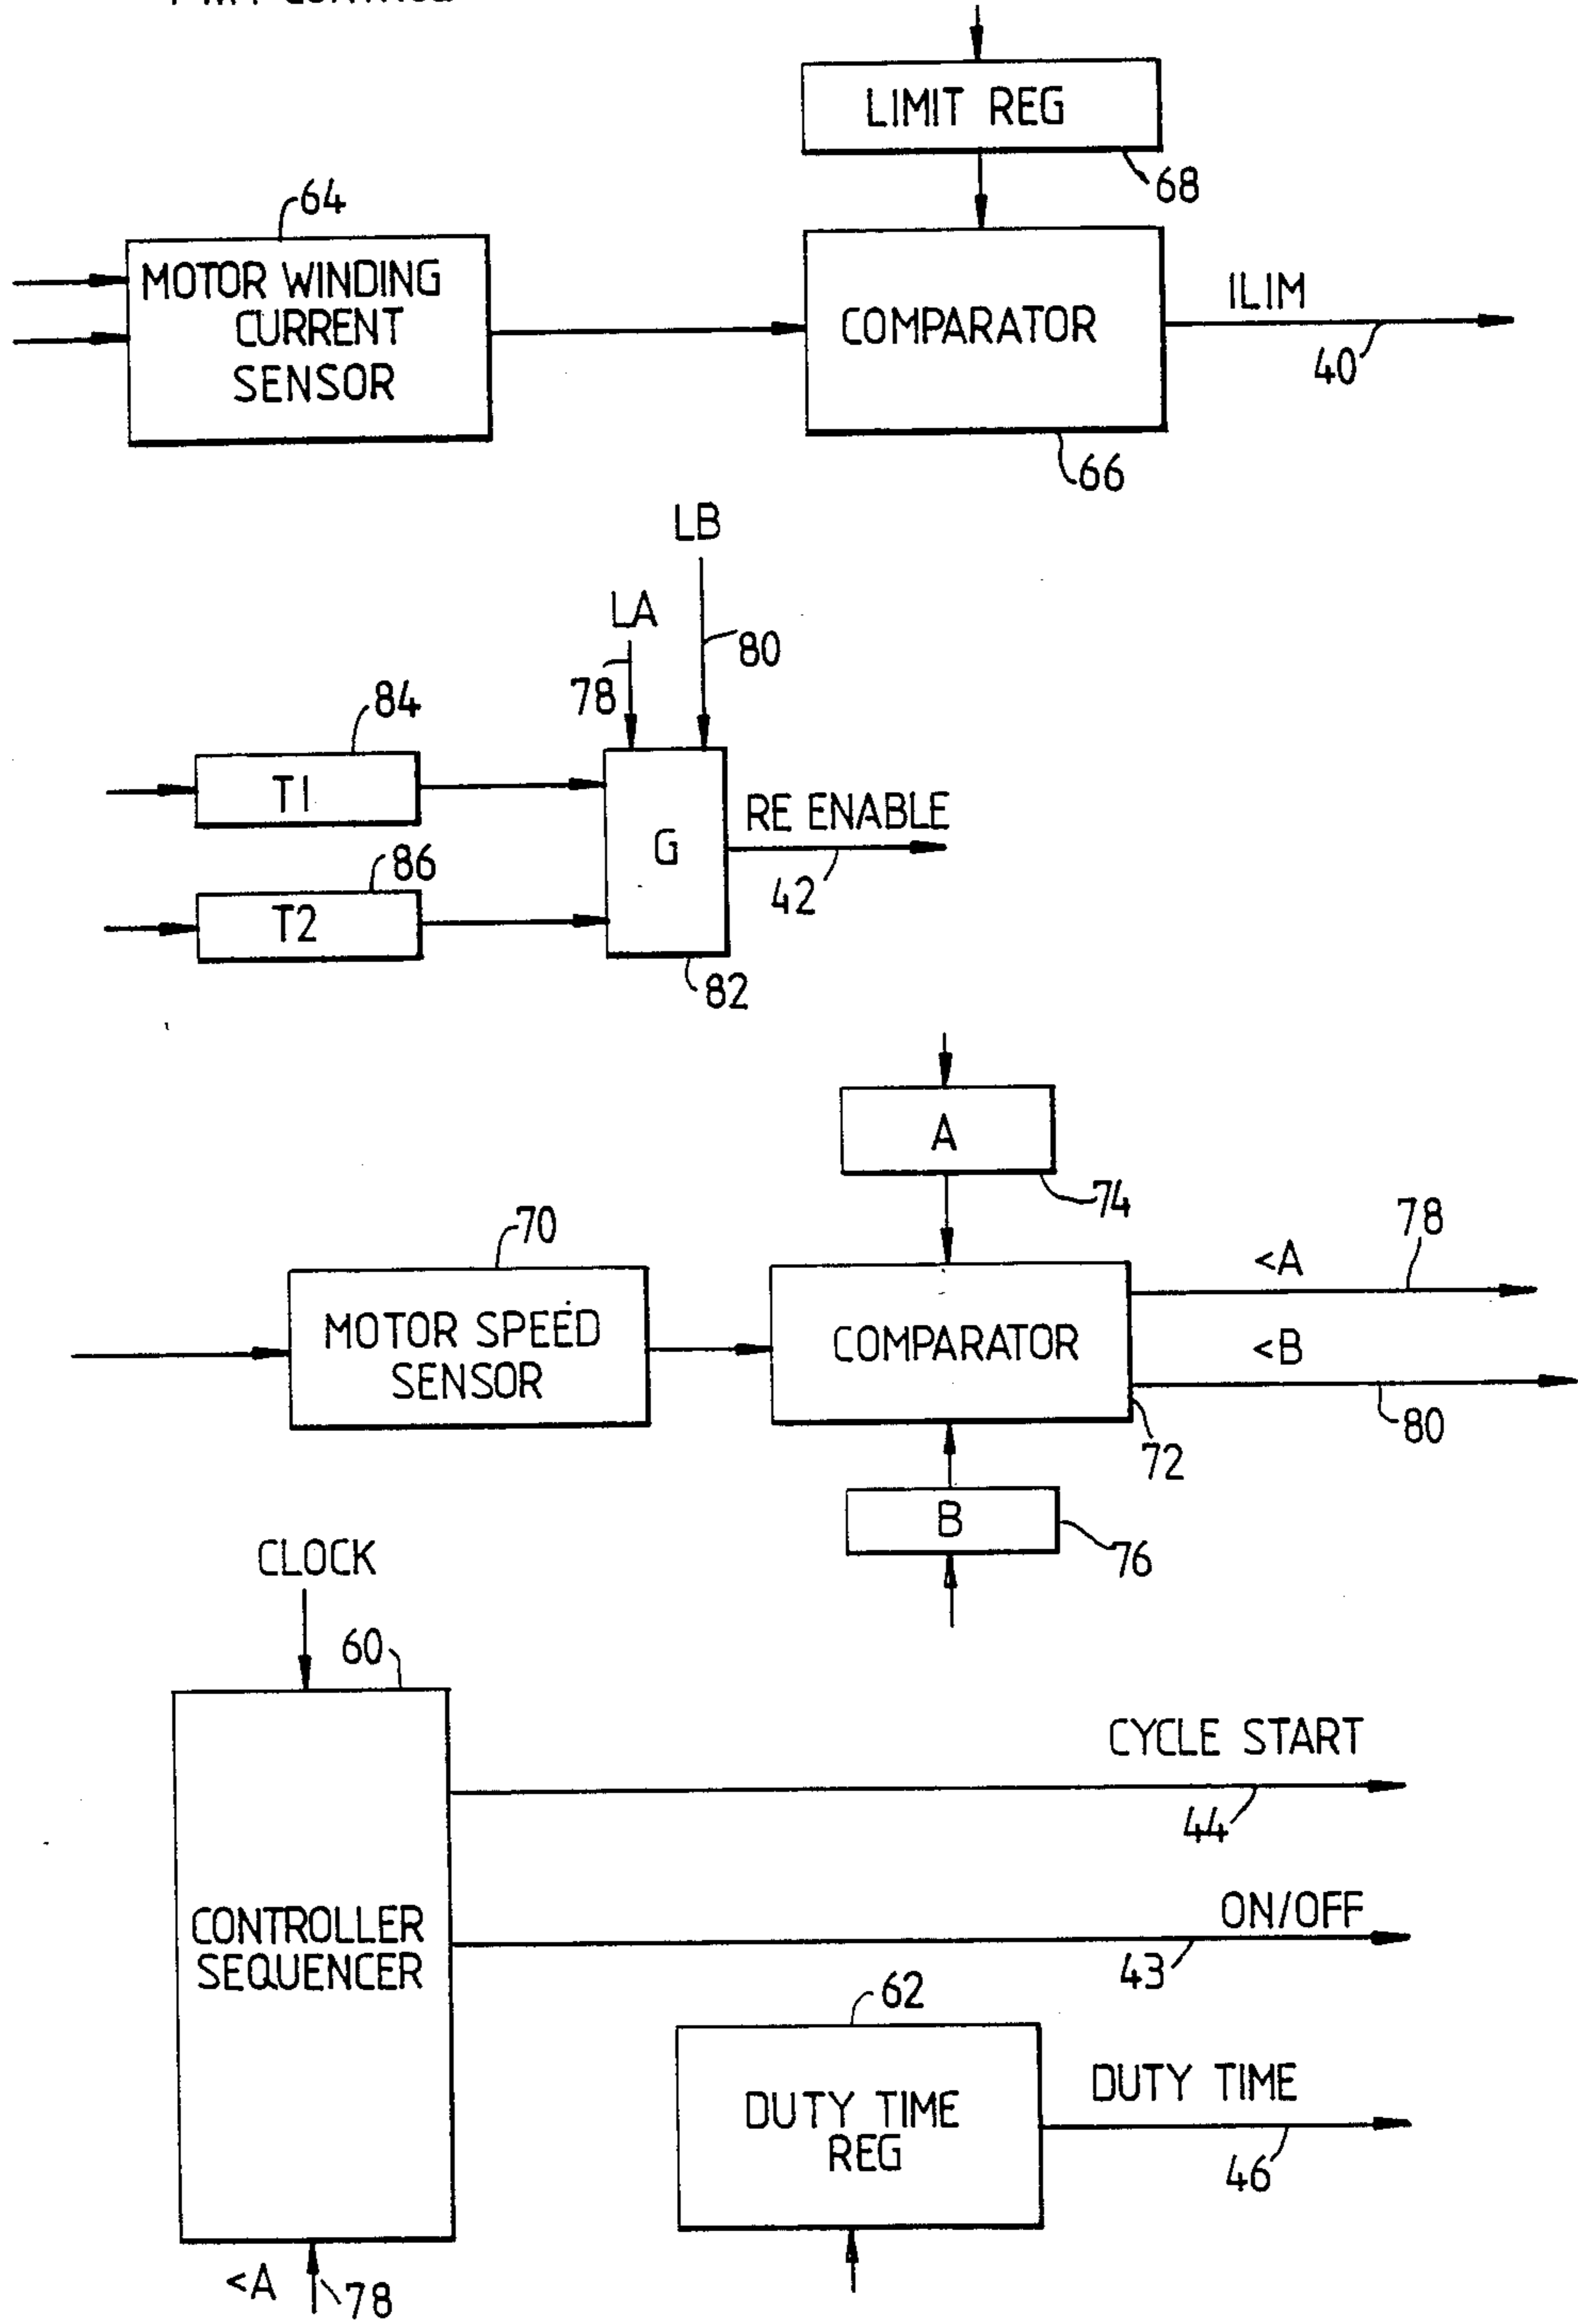 LIMIT REG
68
64
MOTOR WINDING
CURRENT
SENSOR
COMPARATOR
ILIM
40
66
LB
LA
80
78
84
T1
RE ENABLE
G
42
86
T2
82
A
74
70
78
<A
MOTOR SPEED
SENSOR
COMPARATOR
<B
80
72
B
76
CLOCK
60
CYCLE START
44
ON/OFF
CONTROLLER
SEQUENCER
43
62
DUTY TIME
DUTY TIME
REG
46
<A
78